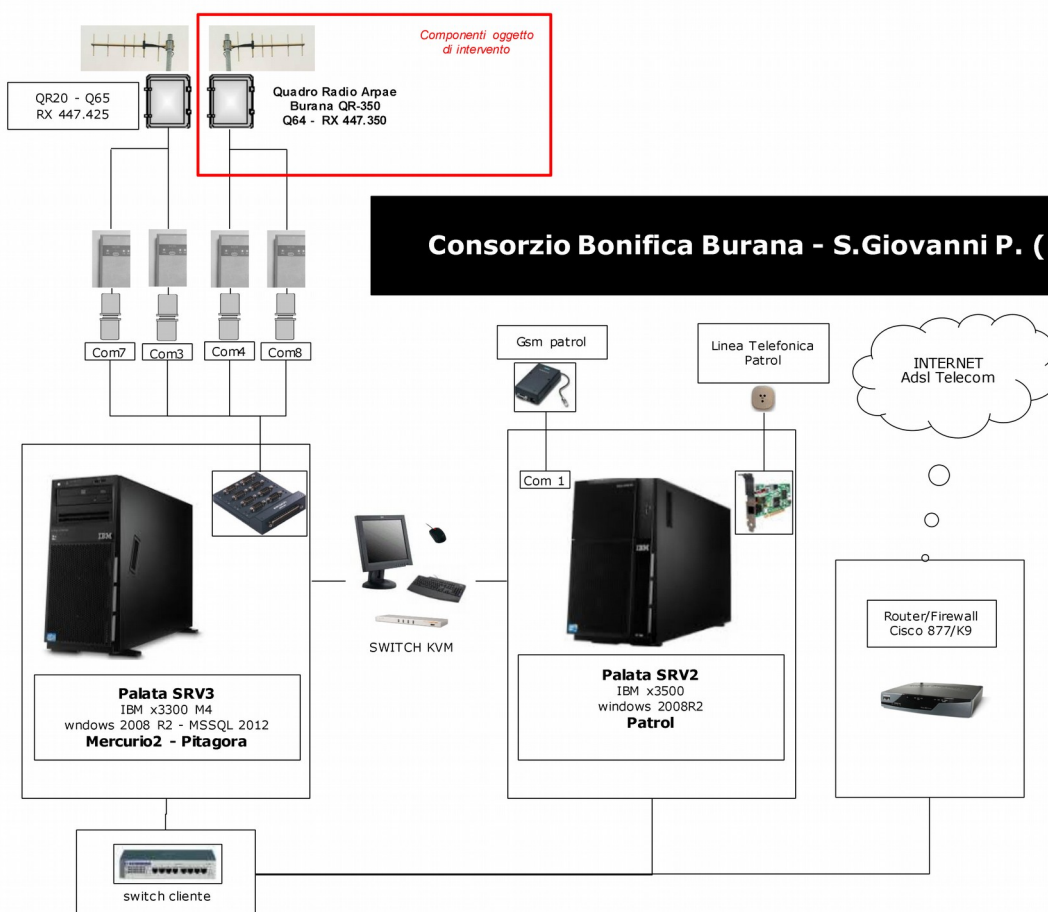 Componenti oggetto
di intervento
QR20 - Q65
RX 447.425
Quadro Radio Arpae
Burana QR-350
Q64 - RX 447.350
Consorzio Bonifica Burana - S.Giovanni P. (
Com7
Com3
Com4
Com8
Gsm patrol
Linea Telefonica
Patrol
INTERNET
Adsl Telecom
Com 1
IBM
IBM
SWITCH KVM
Router/Firewall
Cisco 877/K9
Palata SRV3
IBM x3300 M4
wndows 2008 R2 - MSSQL 2012
Mercurio2 - Pitagora
Palata SRV2
IBM x3500
windows 2008R2
Patrol
switch cliente